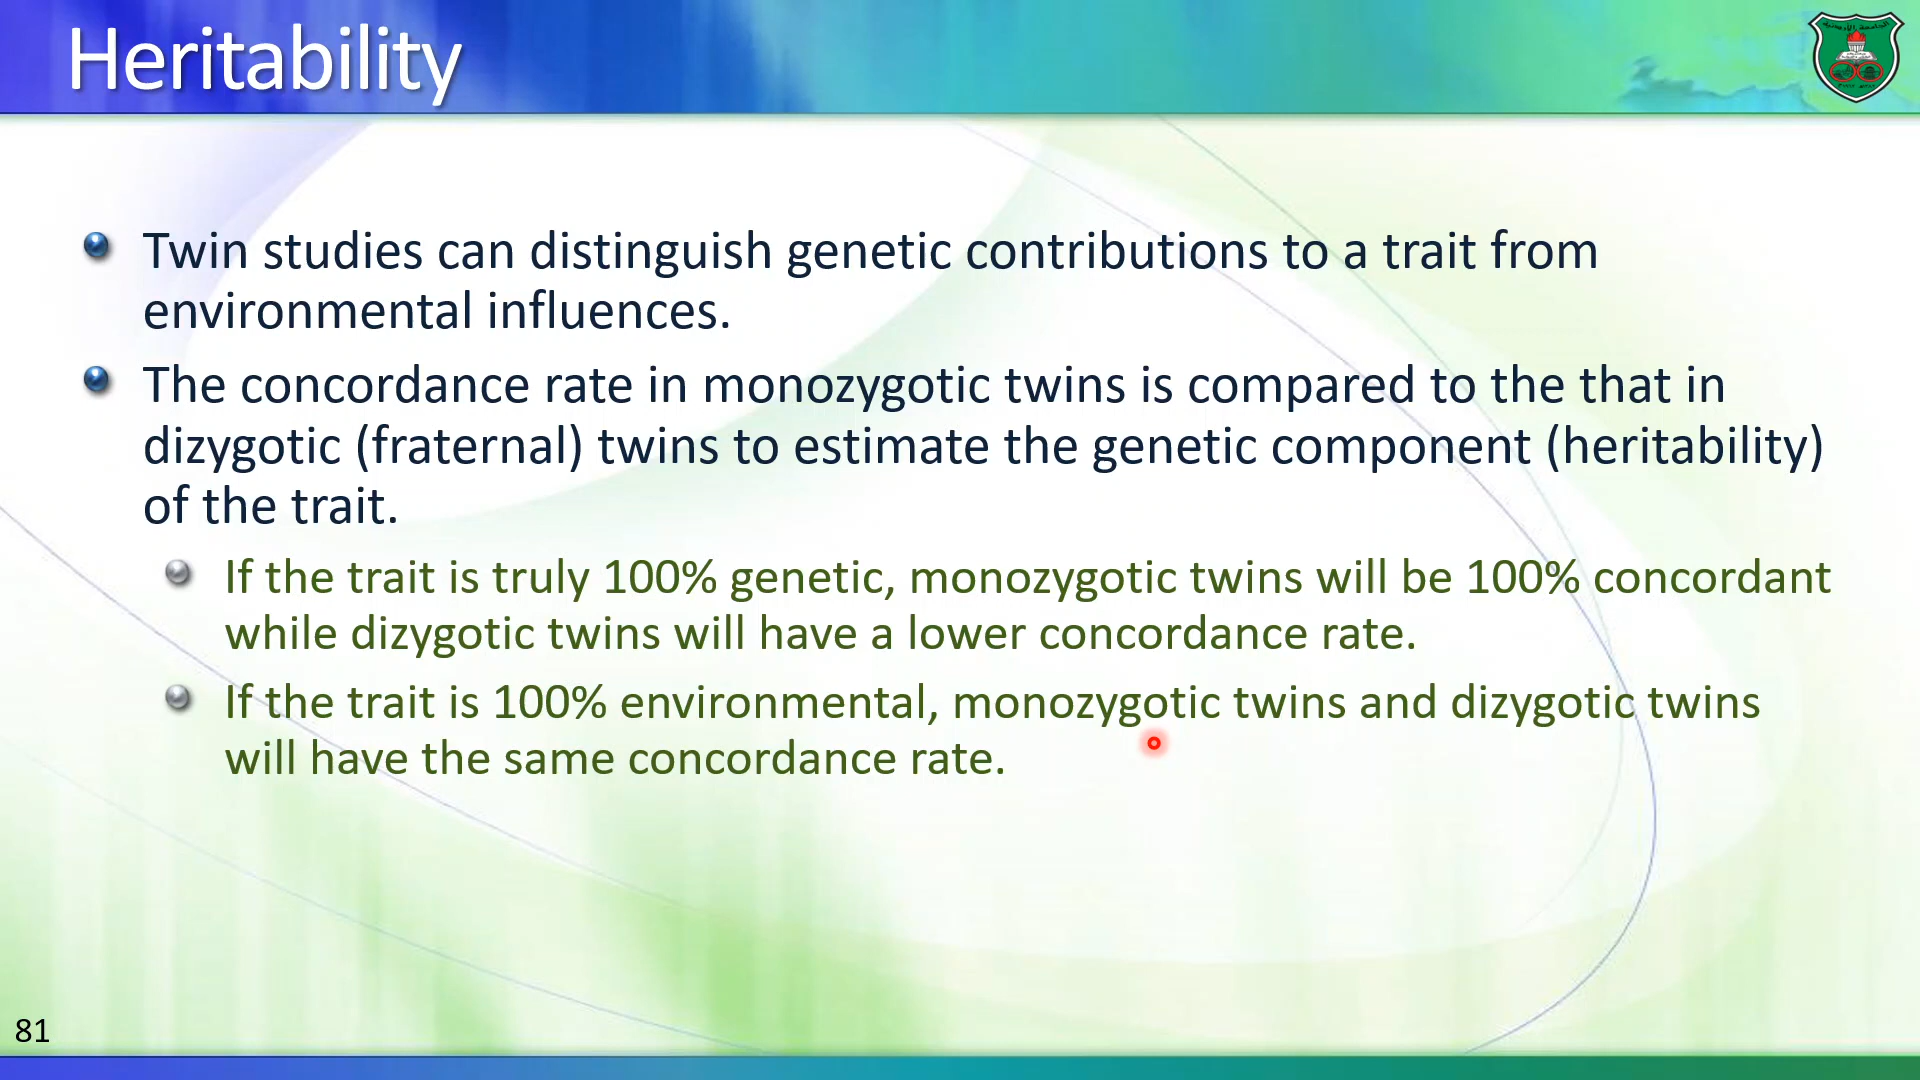 Heritability
Twin studies can distinguish genetic contributions to a trait from
environmental influences.
The concordance rate in monozygotic twins is compared to the that in
dizygotic (fraternal) twins to estimate the genetic component (heritability)
of the trait.
If the trait is truly 100% genetic, monozygotic twins will be 100% concordant
while dizygotic twins will have a lower concordance rate.
If the trait is 100% environmental, monozygotic twins and dizygotic twins
will have the same concordance rate.
81